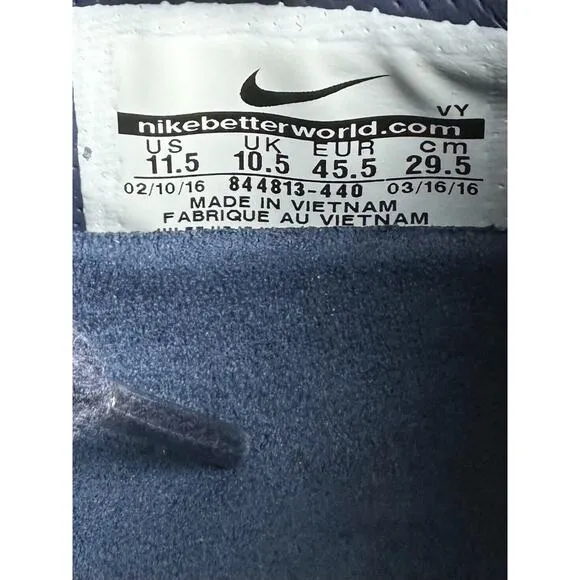 VY
nikebetterworld.com
US UK EUR cm
11.5 10.5 45.5 29.5
02/10/16 844813-440 03/16/16
MADE IN VIETNAM
FABRIQUE AU VIETNAM